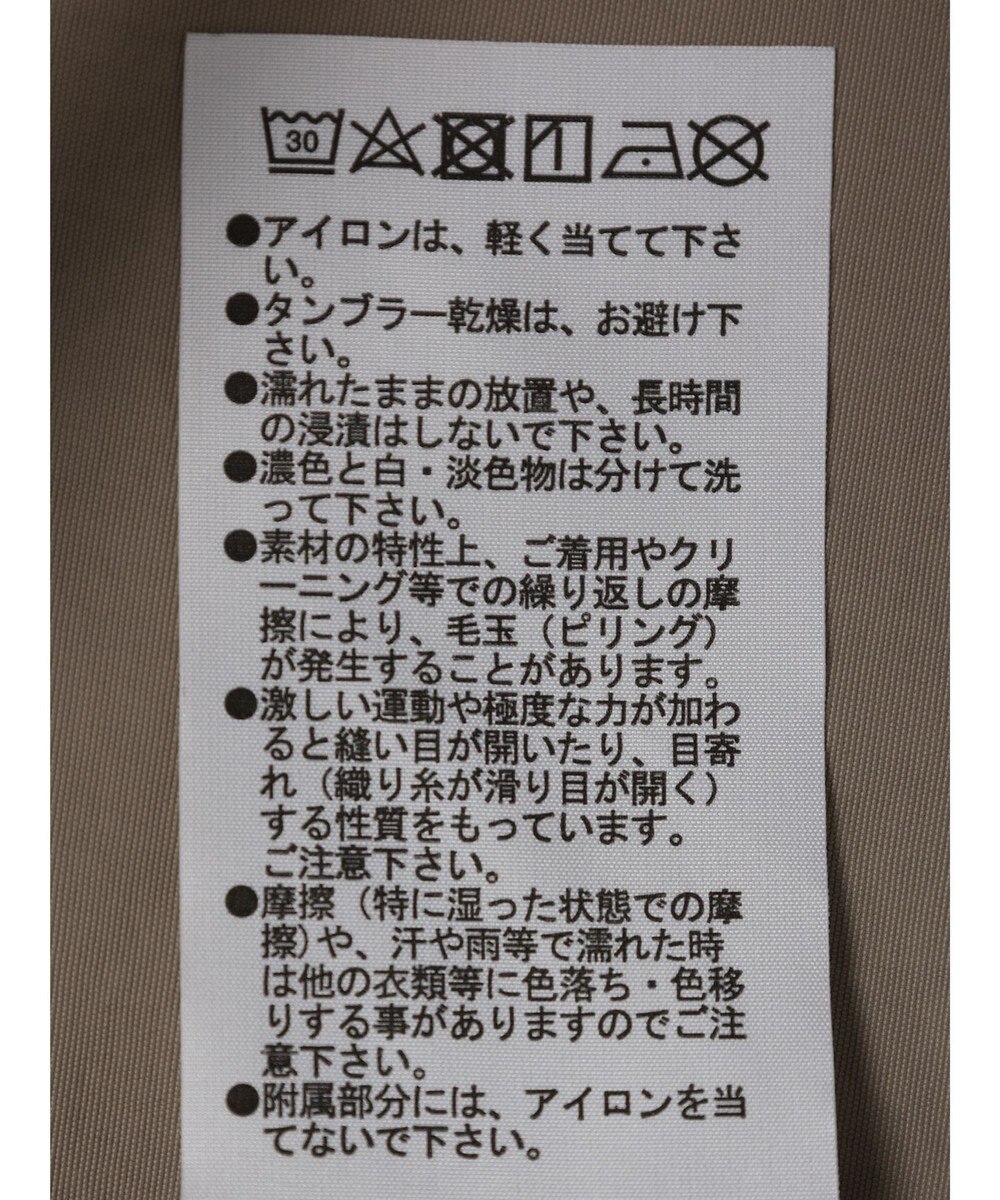 30
●アイロンは、軽く当てて下さ
い。
●タンブラー乾燥は、お避け下
さい。
●濡れたままの放置や、長時間
の浸漬はしないで下さい。
●濃色と白・淡色物は分けて洗
って下さい。
●素材の特性上、ご着用やクリ
ーニング等での繰り返しの摩
擦により、毛玉（ピリング）
が発生することがあります。
●激しい運動や極度な力が加わ
ると縫い目が開いたり、目寄
れ（織り糸が滑り目が開く）
する性質をもっています。
ご注意下さい。
●摩擦（特に湿った状態での摩
擦）や、汗や雨等で濡れた時
は他の衣類等に色落ち・色移
りする事がありますのでご注
意下さい。
●附属部分には、アイロンを当
てないで下さい。